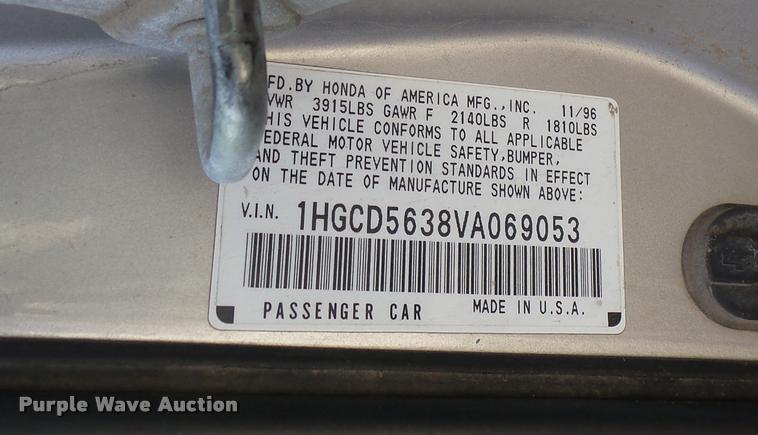 FD.BY HONDA OF AMERICA MFG.,INC. 11/96
VWR 3915LBS GAWR F 2140LBS R 1810LBS
HIS VEHICLE CONFORMS TO ALL APPLICABLE
FEDERAL MOTOR VEHICLE SAFETY,BUMPER,
AND THEFT PREVENTION STANDARDS IN EFFECT
ON THE DATE OF MANUFACTURE SHOWN ABOVE:
V.I.N. 1HGCD5638VA069053
PASSENGER CAR MADE IN U.S.A.
Purple Wave Auction